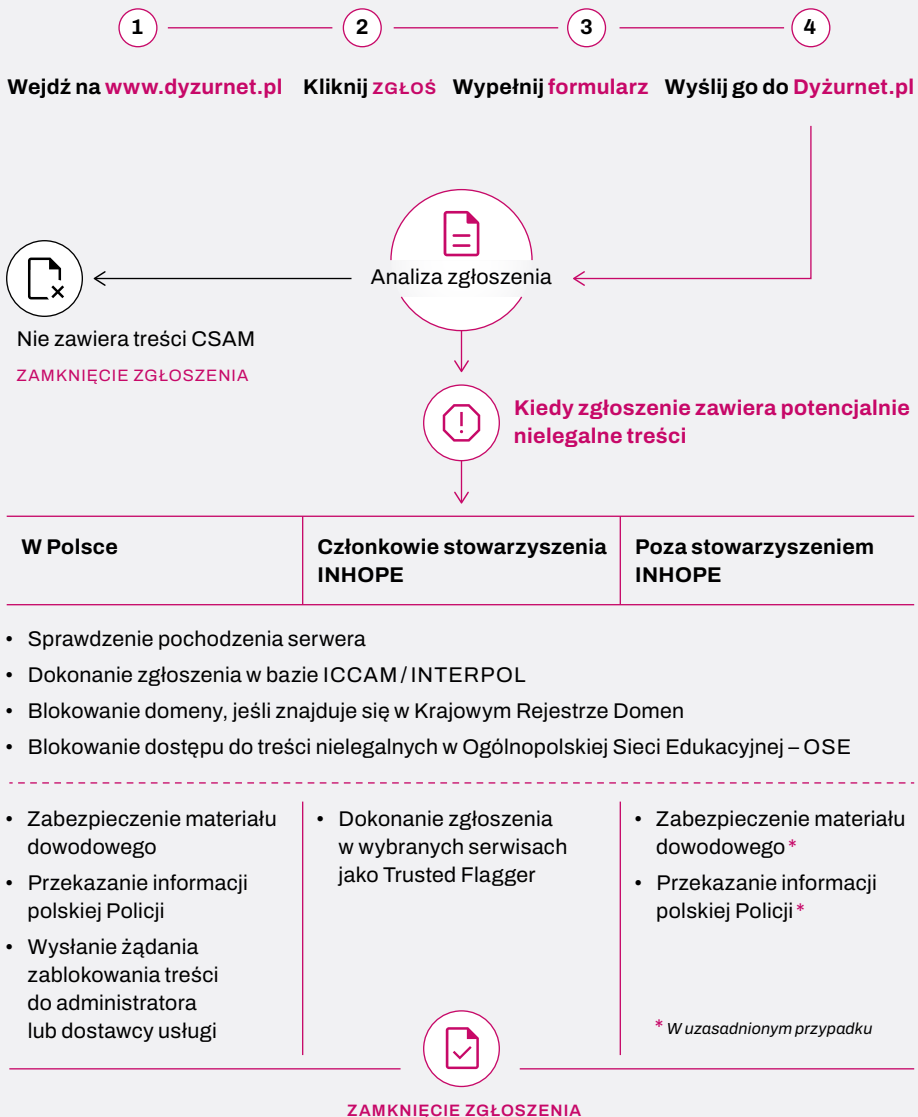 1 2 3 4
Wejdź na www.dyzurnet.pl Kliknij ZGŁOŚ Wypełnij formularz Wyślij go do Dyżurnet.pl
Analiza zgłoszenia
Nie zawiera treści CSAM
ZAMKNIĘCIE ZGŁOSZENIA
Kiedy zgłoszenie zawiera potencjalnie
nielegalne treści
W Polsce
Członkowie stowarzyszenia
INHOPE
Poza stowarzyszeniem
INHOPE
• Sprawdzenie pochodzenia serwera
• Dokonanie zgłoszenia w bazie ICCAM / INTERPOL
• Blokowanie domeny, jeśli znajduje się w Krajowym Rejestrze Domen
• Blokowanie dostępu do treści nielegalnych w Ogólnopolskiej Sieci Edukacyjnej – OSE
• Zabezpieczenie materiału
dowodowego
• Przekazanie informacji
polskiej Policji
• Wysłanie żądania
zablokowania treści
do administratora
lub dostawcy usługi
• Dokonanie zgłoszenia
w wybranych serwisach
jako Trusted Flagger
• Zabezpieczenie materiału
dowodowego *
• Przekazanie informacji
polskiej Policji *
* W uzasadnionym przypadku
ZAMKNIĘCIE ZGŁOSZENIA